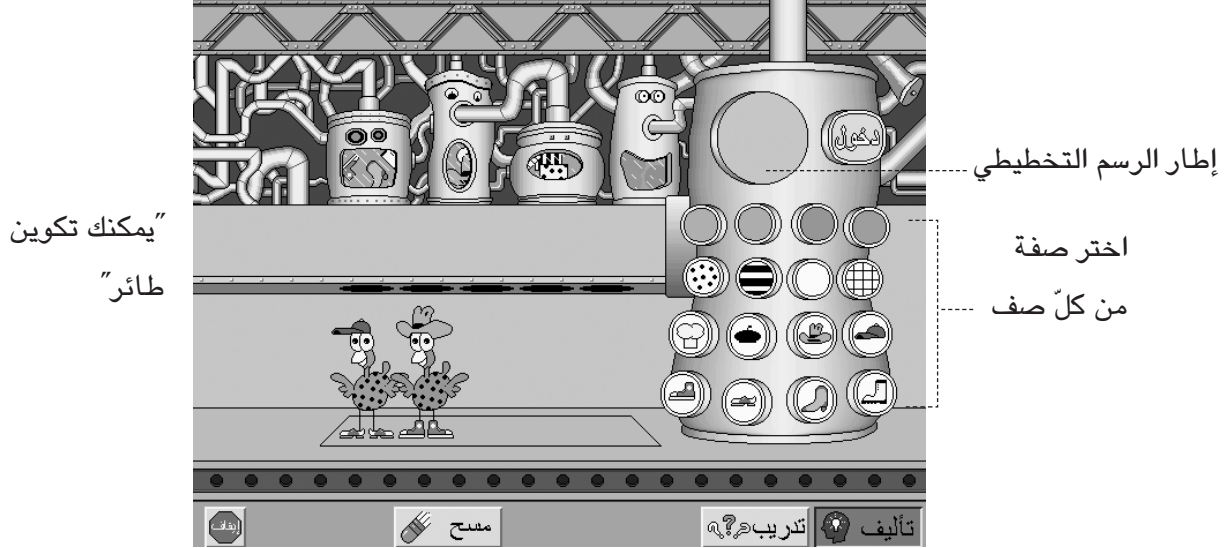 دخول
إطار الرسم التخطيطي
اختر صفة
من كلّ صف
"يمكنك تكوين
طائر"
تأليف
تدريب
مسح
إيقاف